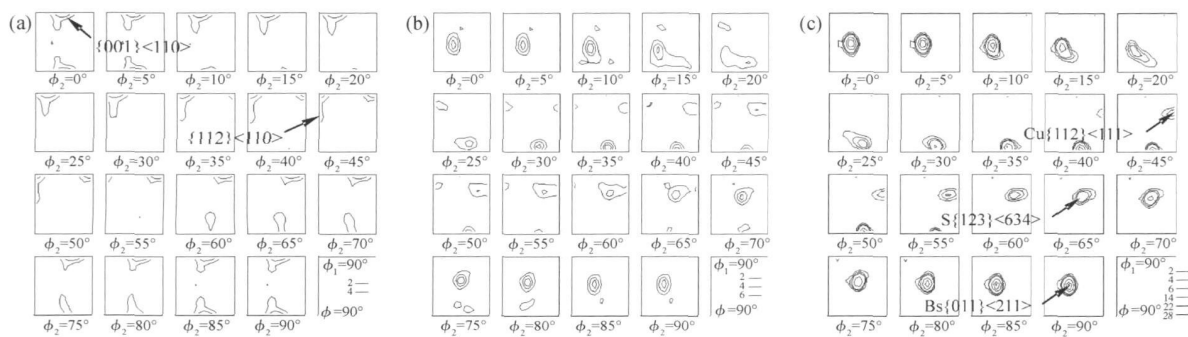 (a)
{001}<110>
ϕ₂=0° ϕ₂=5° ϕ₂=10° ϕ₂=15° ϕ₂=20°
{112}<110>
ϕ₂=25° ϕ₂=30° ϕ₂=35° ϕ₂=40° ϕ₂=45°
ϕ₂=50° ϕ₂=55° ϕ₂=60° ϕ₂=65° ϕ₂=70°
ϕ₁=90°
2
4
ϕ=90°
ϕ₂=75° ϕ₂=80° ϕ₂=85° ϕ₂=90°
(b)
ϕ₂=0° ϕ₂=5° ϕ₂=10° ϕ₂=15° ϕ₂=20°
ϕ₂=25° ϕ₂=30° ϕ₂=35° ϕ₂=40° ϕ₂=45°
ϕ₂=50° ϕ₂=55° ϕ₂=60° ϕ₂=65° ϕ₂=70°
ϕ₁=90°
2
4
6
ϕ=90°
ϕ₂=75° ϕ₂=80° ϕ₂=85° ϕ₂=90°
(c)
ϕ₂=0° ϕ₂=5° ϕ₂=10° ϕ₂=15° ϕ₂=20°
Cu{112}<111>
ϕ₂=25° ϕ₂=30° ϕ₂=35° ϕ₂=40° ϕ₂=45°
S{123}<634>
ϕ₂=50° ϕ₂=55° ϕ₂=60° ϕ₂=65° ϕ₂=70°
ϕ₁=90°
2
4
6
14
22
28
Bs{011}<211>
ϕ=90°
ϕ₂=75° ϕ₂=80° ϕ₂=85° ϕ₂=90°